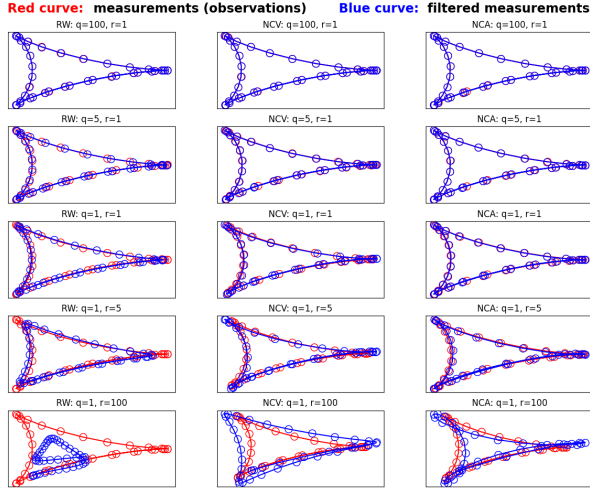 Red curve: measurements (observations) Blue curve: filtered measurements
RW: q=100, r=1 NCV: q=100, r=1 NCA: q=100, r=1
RW: q=5, r=1 NCV: q=5, r=1 NCA: q=5, r=1
RW: q=1, r=1 NCV: q=1, r=1 NCA: q=1, r=1
RW: q=1, r=5 NCV: q=1, r=5 NCA: q=1, r=5
RW: q=1, r=100 NCV: q=1, r=100 NCA: q=1, r=100